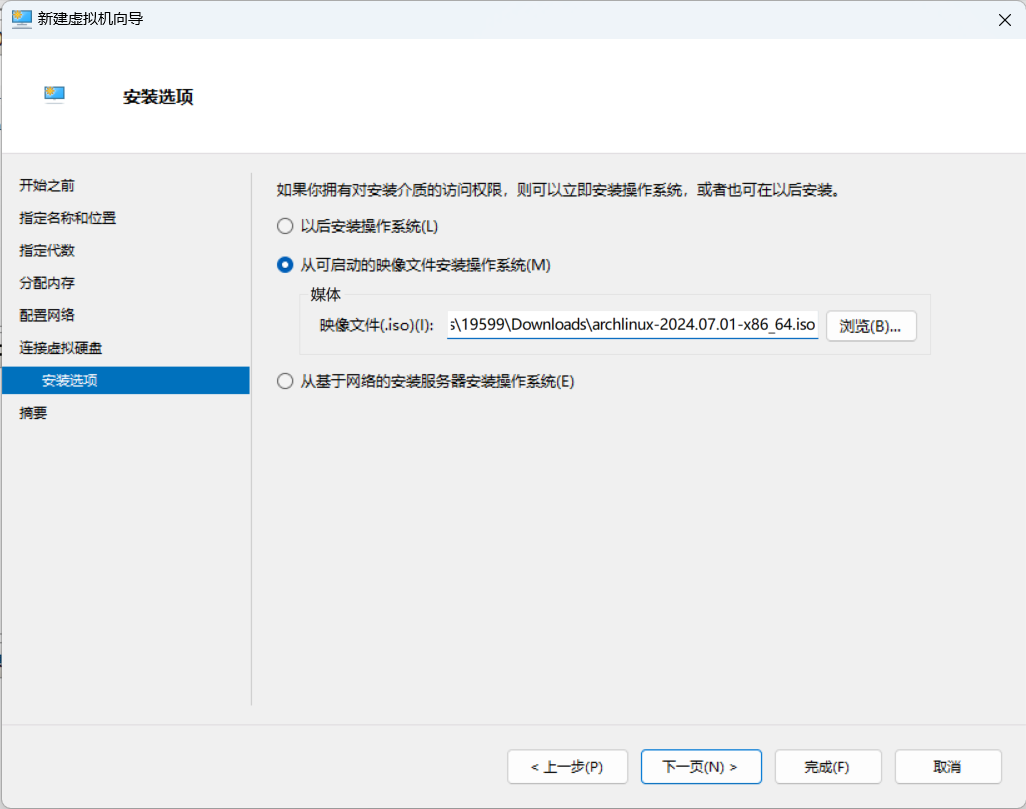 新建虚拟机向导
安装选项
开始之前
指定名称和位置
指定代数
分配内存
配置网络
连接虚拟硬盘
安装选项
摘要
如果你拥有对安装介质的访问权限，则可以立即安装操作系统，或者也可在以后安装。
以后安装操作系统(L)
从可启动的映像文件安装操作系统(M)
媒体
映像文件(.iso)(I): s\19599\Downloads\archlinux-2024.07.01-x86_64.iso 浏览(B)...
从基于网络的安装服务器安装操作系统(E)
< 上一步(P) 下一页(N) > 完成(F) 取消